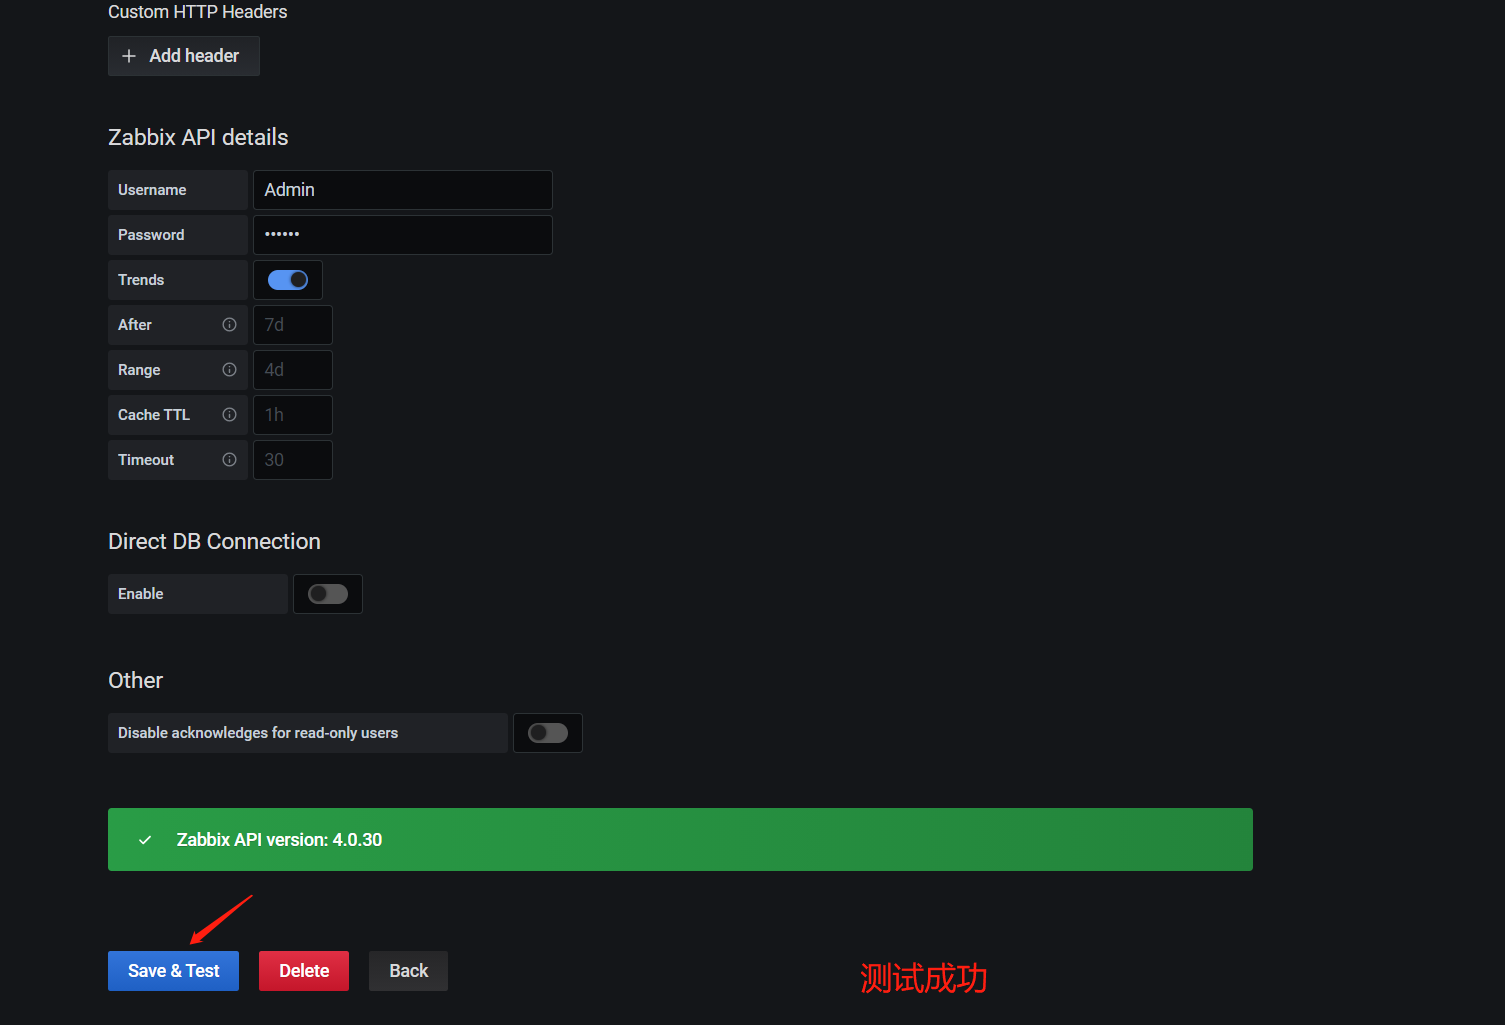 Custom HTTP Headers
Add header
Zabbix API details
Username Admin
Password ••••••
Trends
After 7d
Range 4d
Cache TTL 1h
Timeout 30
Direct DB Connection
Enable
Other
Disable acknowledges for read-only users
Zabbix API version: 4.0.30
Save & Test Delete Back
测试成功